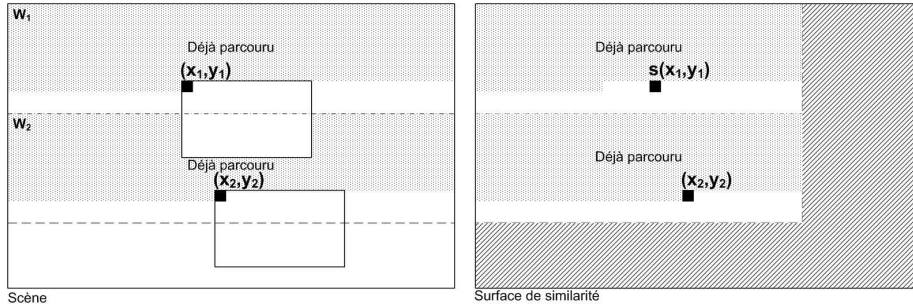 W1
Déjà parcouru
(x1,y1)
W2
Déjà parcouru
(x2,y2)
Scène
Déjà parcouru
s(x1,y1)
Déjà parcouru
(x2,y2)
Surface de similarité